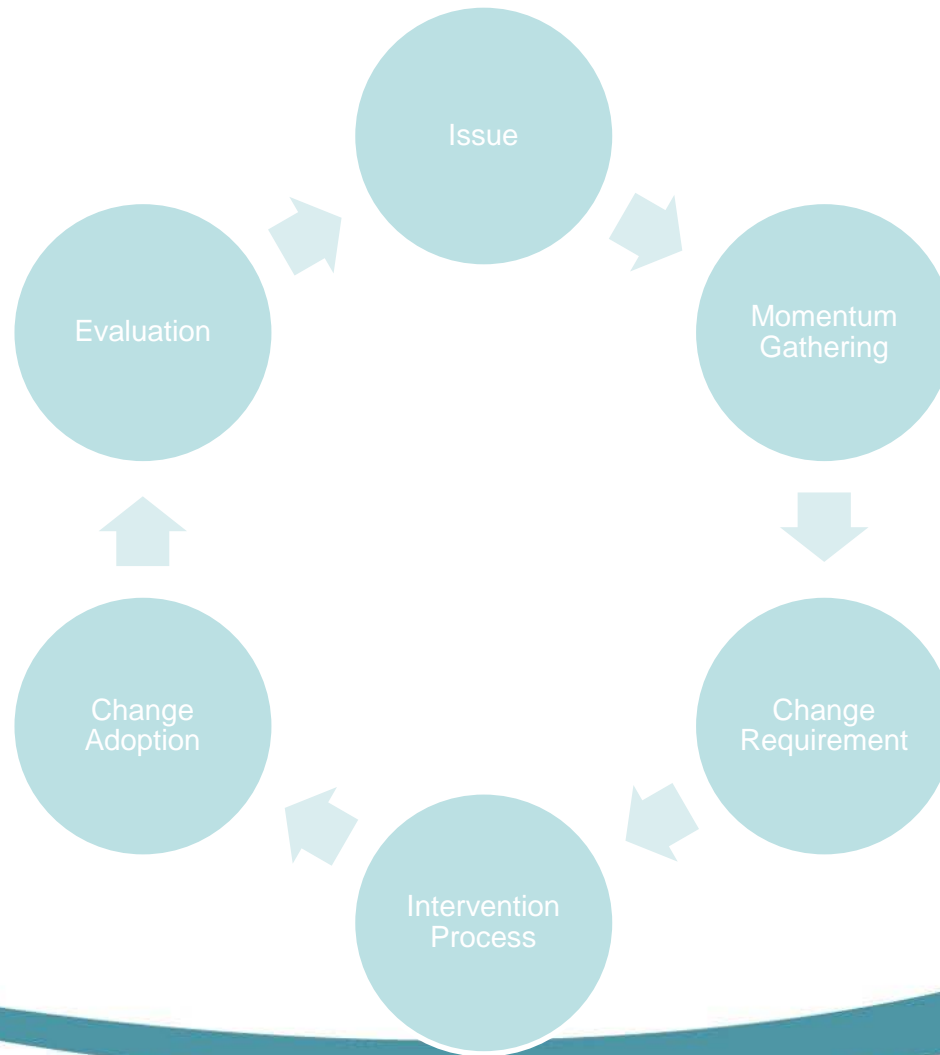 Issue
Momentum
Gathering
Change
Requirement
Intervention
Process
Change
Adoption
Evaluation